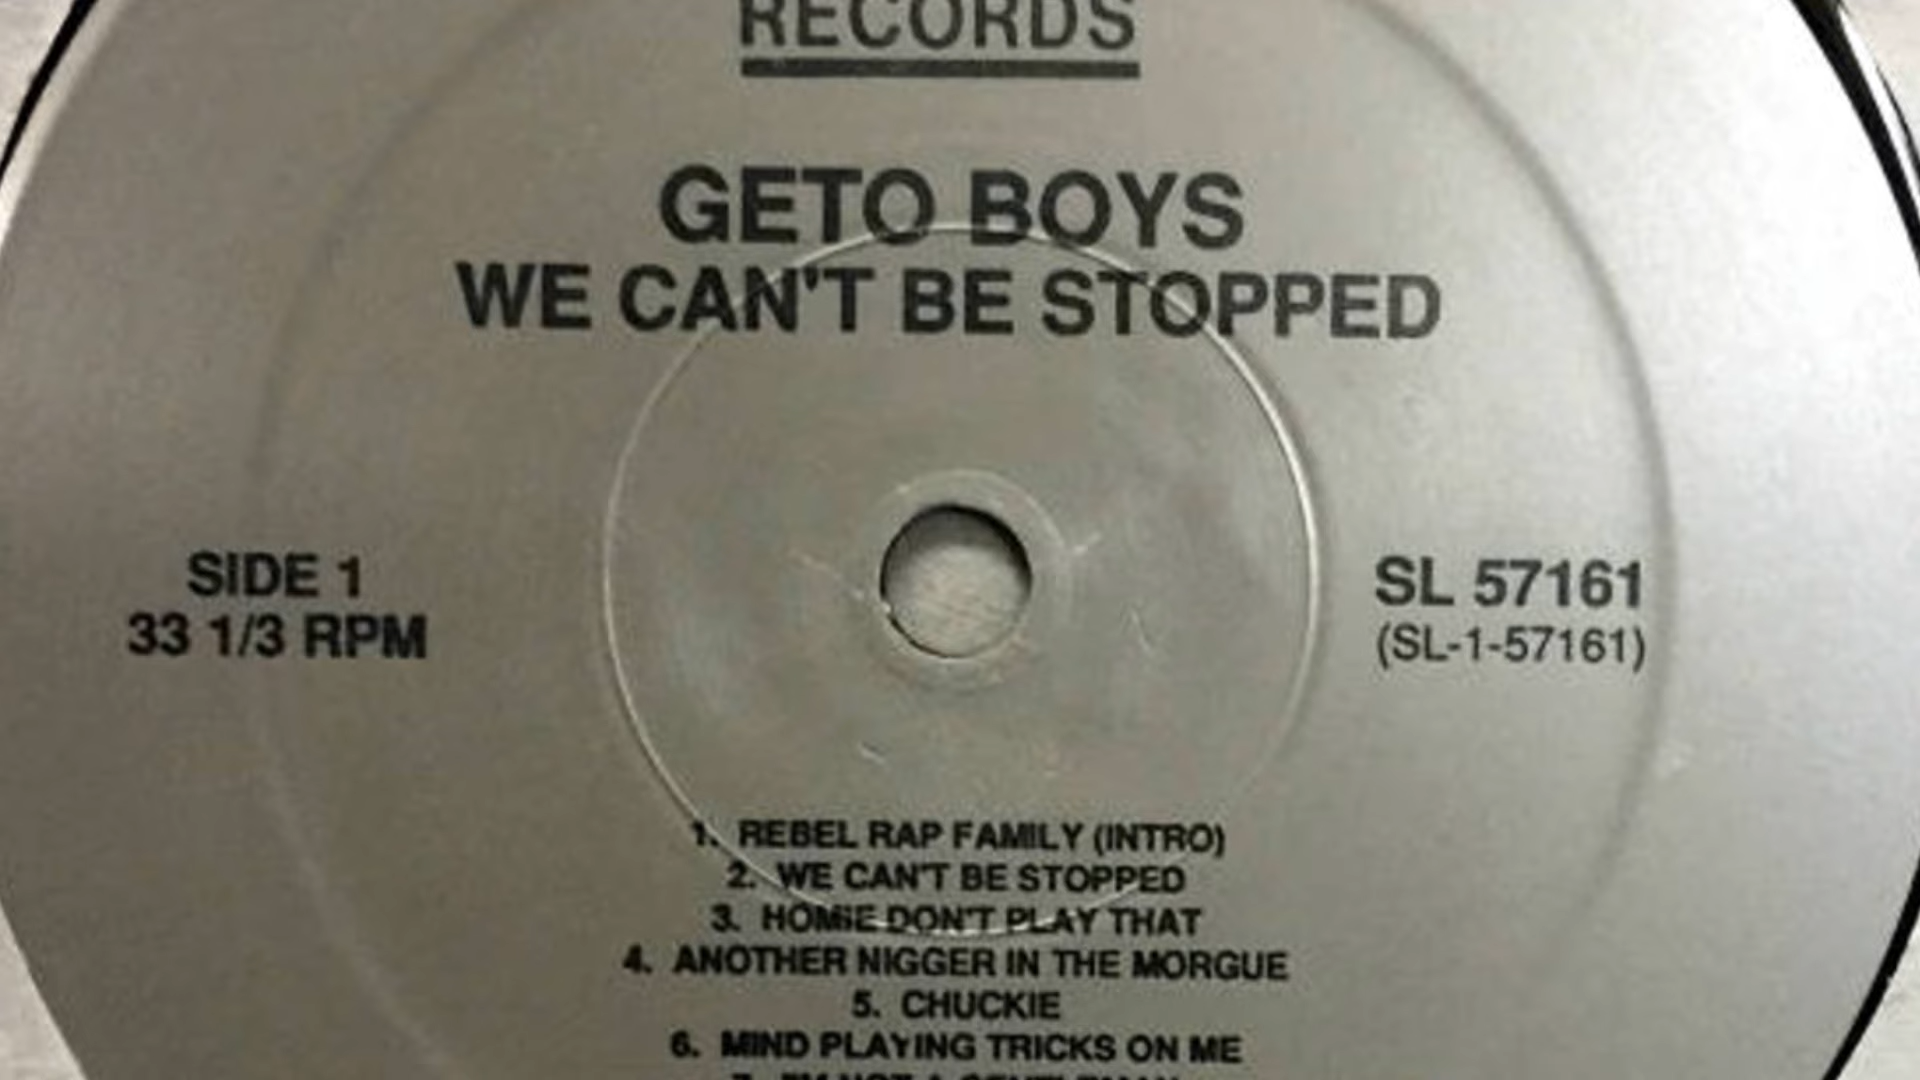 RECORDS
GETO BOYS
WE CAN'T BE STOPPED
SIDE 1
33 1/3 RPM
SL 57161
(SL-1-57161)
1. REBEL RAP FAMILY (INTRO)
2. WE CAN'T BE STOPPED
3. HOMIE DON'T PLAY THAT
4. ANOTHER NIGGER IN THE MORGUE
5. CHUCKIE
6. MIND PLAYING TRICKS ON ME